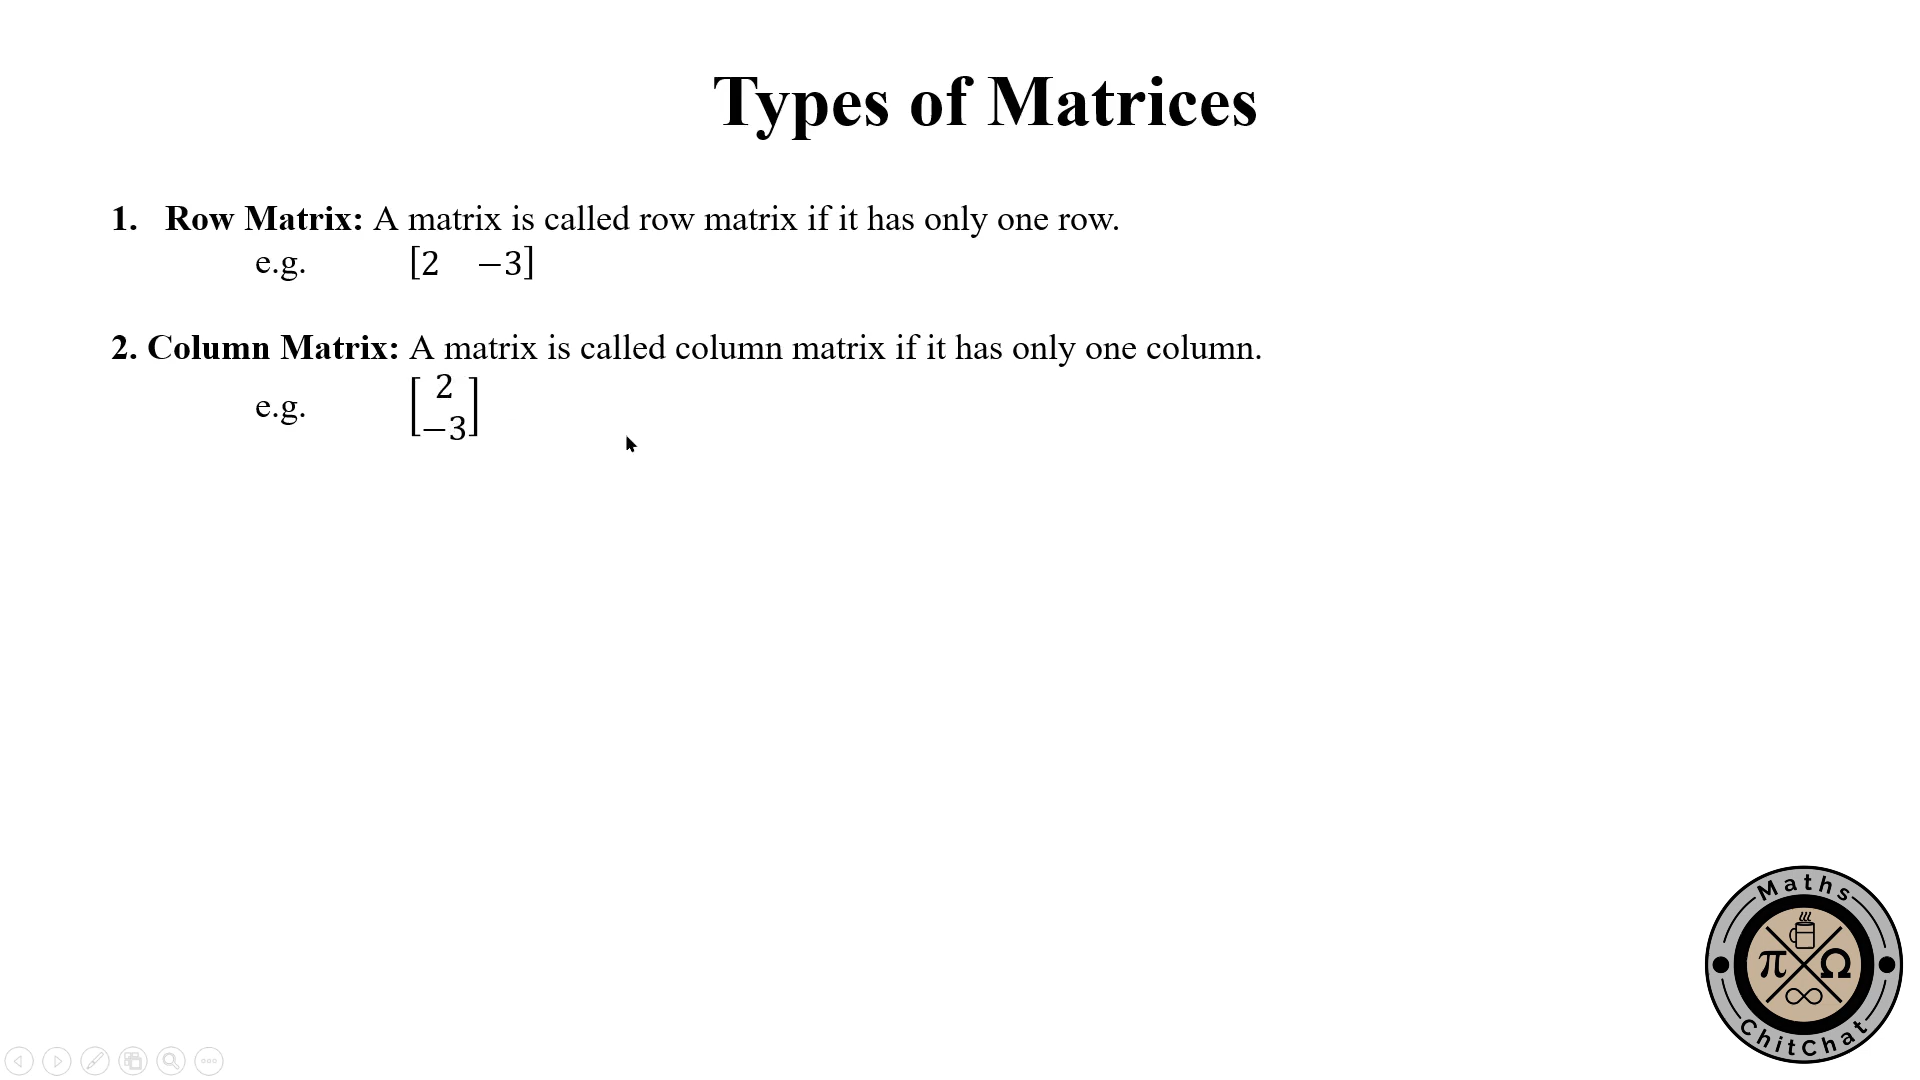 Types of Matrices
1. Row Matrix: A matrix is called row matrix if it has only one row.
e.g. [2 −3]
2. Column Matrix: A matrix is called column matrix if it has only one column.
e.g. [2
−3]
Maths
π Ω
∞
ChitChat